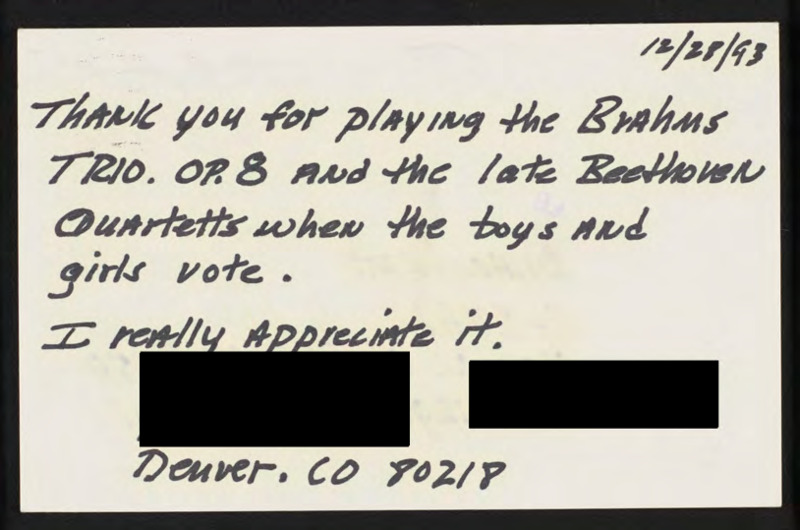 12/28/93
Thank you for playing the Brahms
TRIO. OP. 8 and the late Beethoven
Quartetts when the toys and
girls vote.
I really appreciate it.
Denver. CO 80218